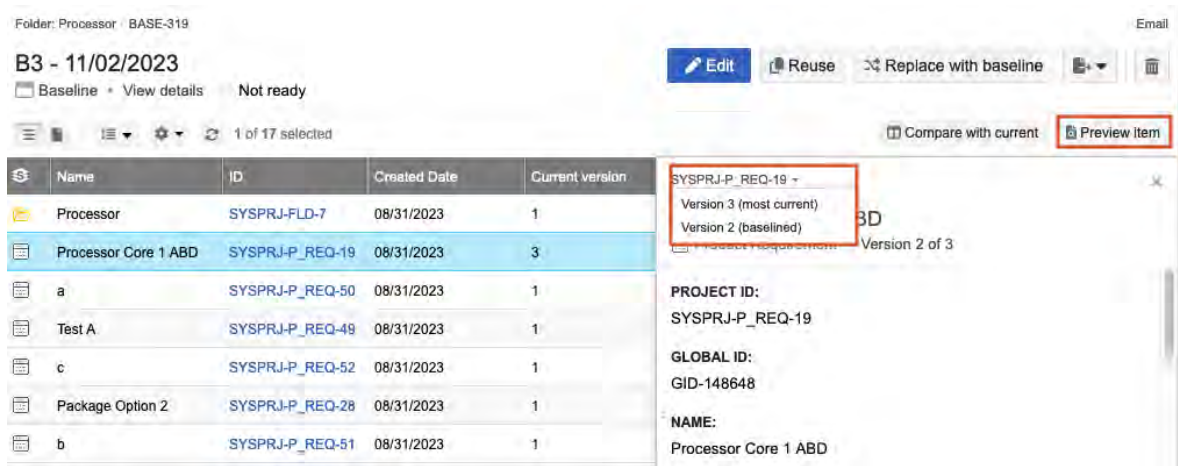 Folder: Processor BASE-319
Email
B3 - 11/02/2023
Edit
Reuse
Replace with baseline
Baseline • View details Not ready
1 of 17 selected
Compare with current
Preview item
Name ID Created Date Current version
Processor SYSPRJ-FLD-7 08/31/2023 1
Processor Core 1 ABD SYSPRJ-P_REQ-19 08/31/2023 3
a SYSPRJ-P_REQ-50 08/31/2023 1
Test A SYSPRJ-P_REQ-49 08/31/2023 1
c SYSPRJ-P_REQ-52 08/31/2023 1
Package Option 2 SYSPRJ-P_REQ-28 08/31/2023 1
b SYSPRJ-P_REQ-51 08/31/2023 1
SYSPRJ-P_REQ-19
Version 3 (most current)
Version 2 (baselined)
BD
Version 2 of 3
PROJECT ID:
SYSPRJ-P_REQ-19
GLOBAL ID:
GID-148648
NAME:
Processor Core 1 ABD